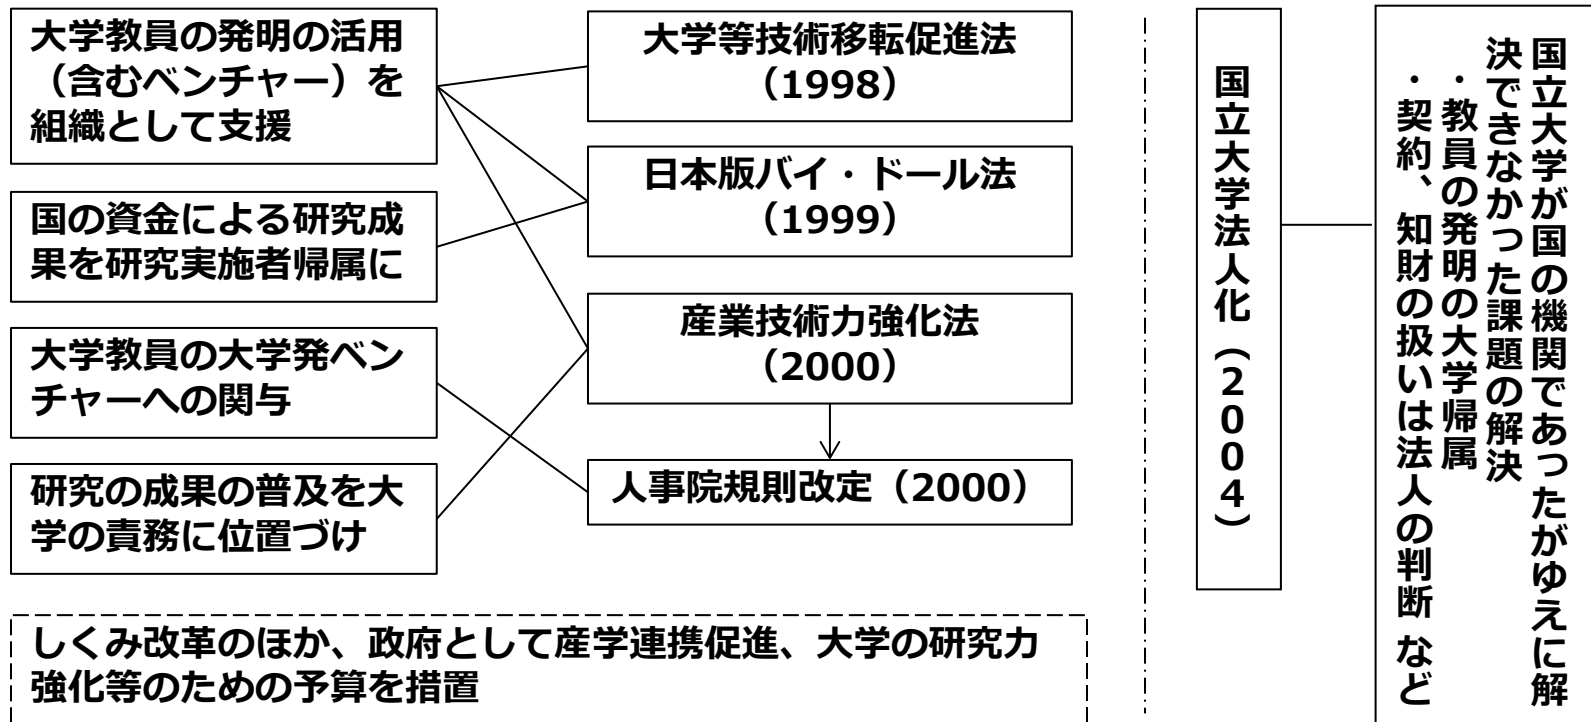 大学教員の発明の活用
（含むベンチャー）を
組織として支援
国の資金による研究成
果を研究実施者帰属に
大学教員の大学発ベン
チャーへの関与
研究の成果の普及を大
学の責務に位置づけ
大学等技術移転促進法
（1998）
日本版バイ・ドール法
（1999）
産業技術力強化法
（2000）
人事院規則改定（2000）
しくみ改革のほか、政府として産学連携促進、大学の研究力
強化等のための予算を措置
国立大学法人化（2004）
国立大学が国の機関であったがゆえに解
決できなかった課題の解決
・教員の発明の大学帰属
・契約、知財の扱いは法人の判断 など